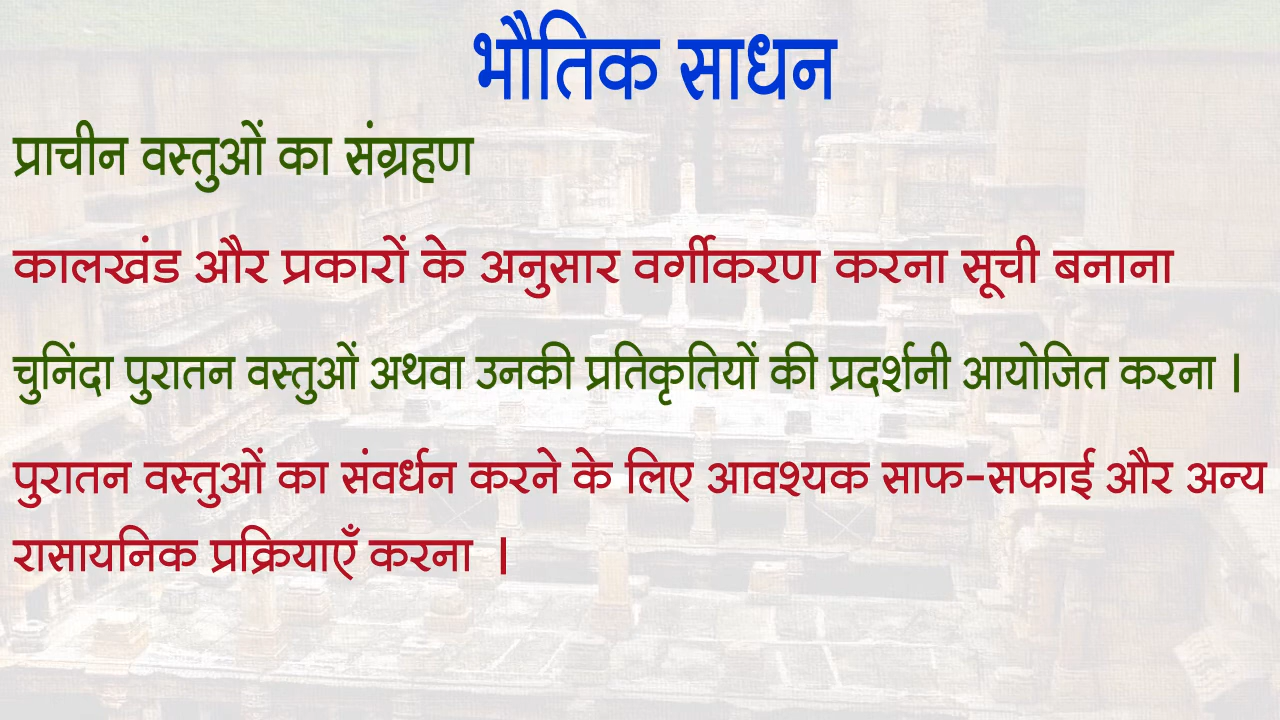 भौतिक साधन
प्राचीन वस्तुओं का संग्रहण
कालखंड और प्रकारों के अनुसार वर्गीकरण करना सूची बनाना
चुनिंदा पुरातन वस्तुओं अथवा उनकी प्रतिकृतियों की प्रदर्शनी आयोजित करना ।
पुरातन वस्तुओं का संवर्धन करने के लिए आवश्यक साफ-सफाई और अन्य
रासायनिक प्रक्रियाएँ करना ।